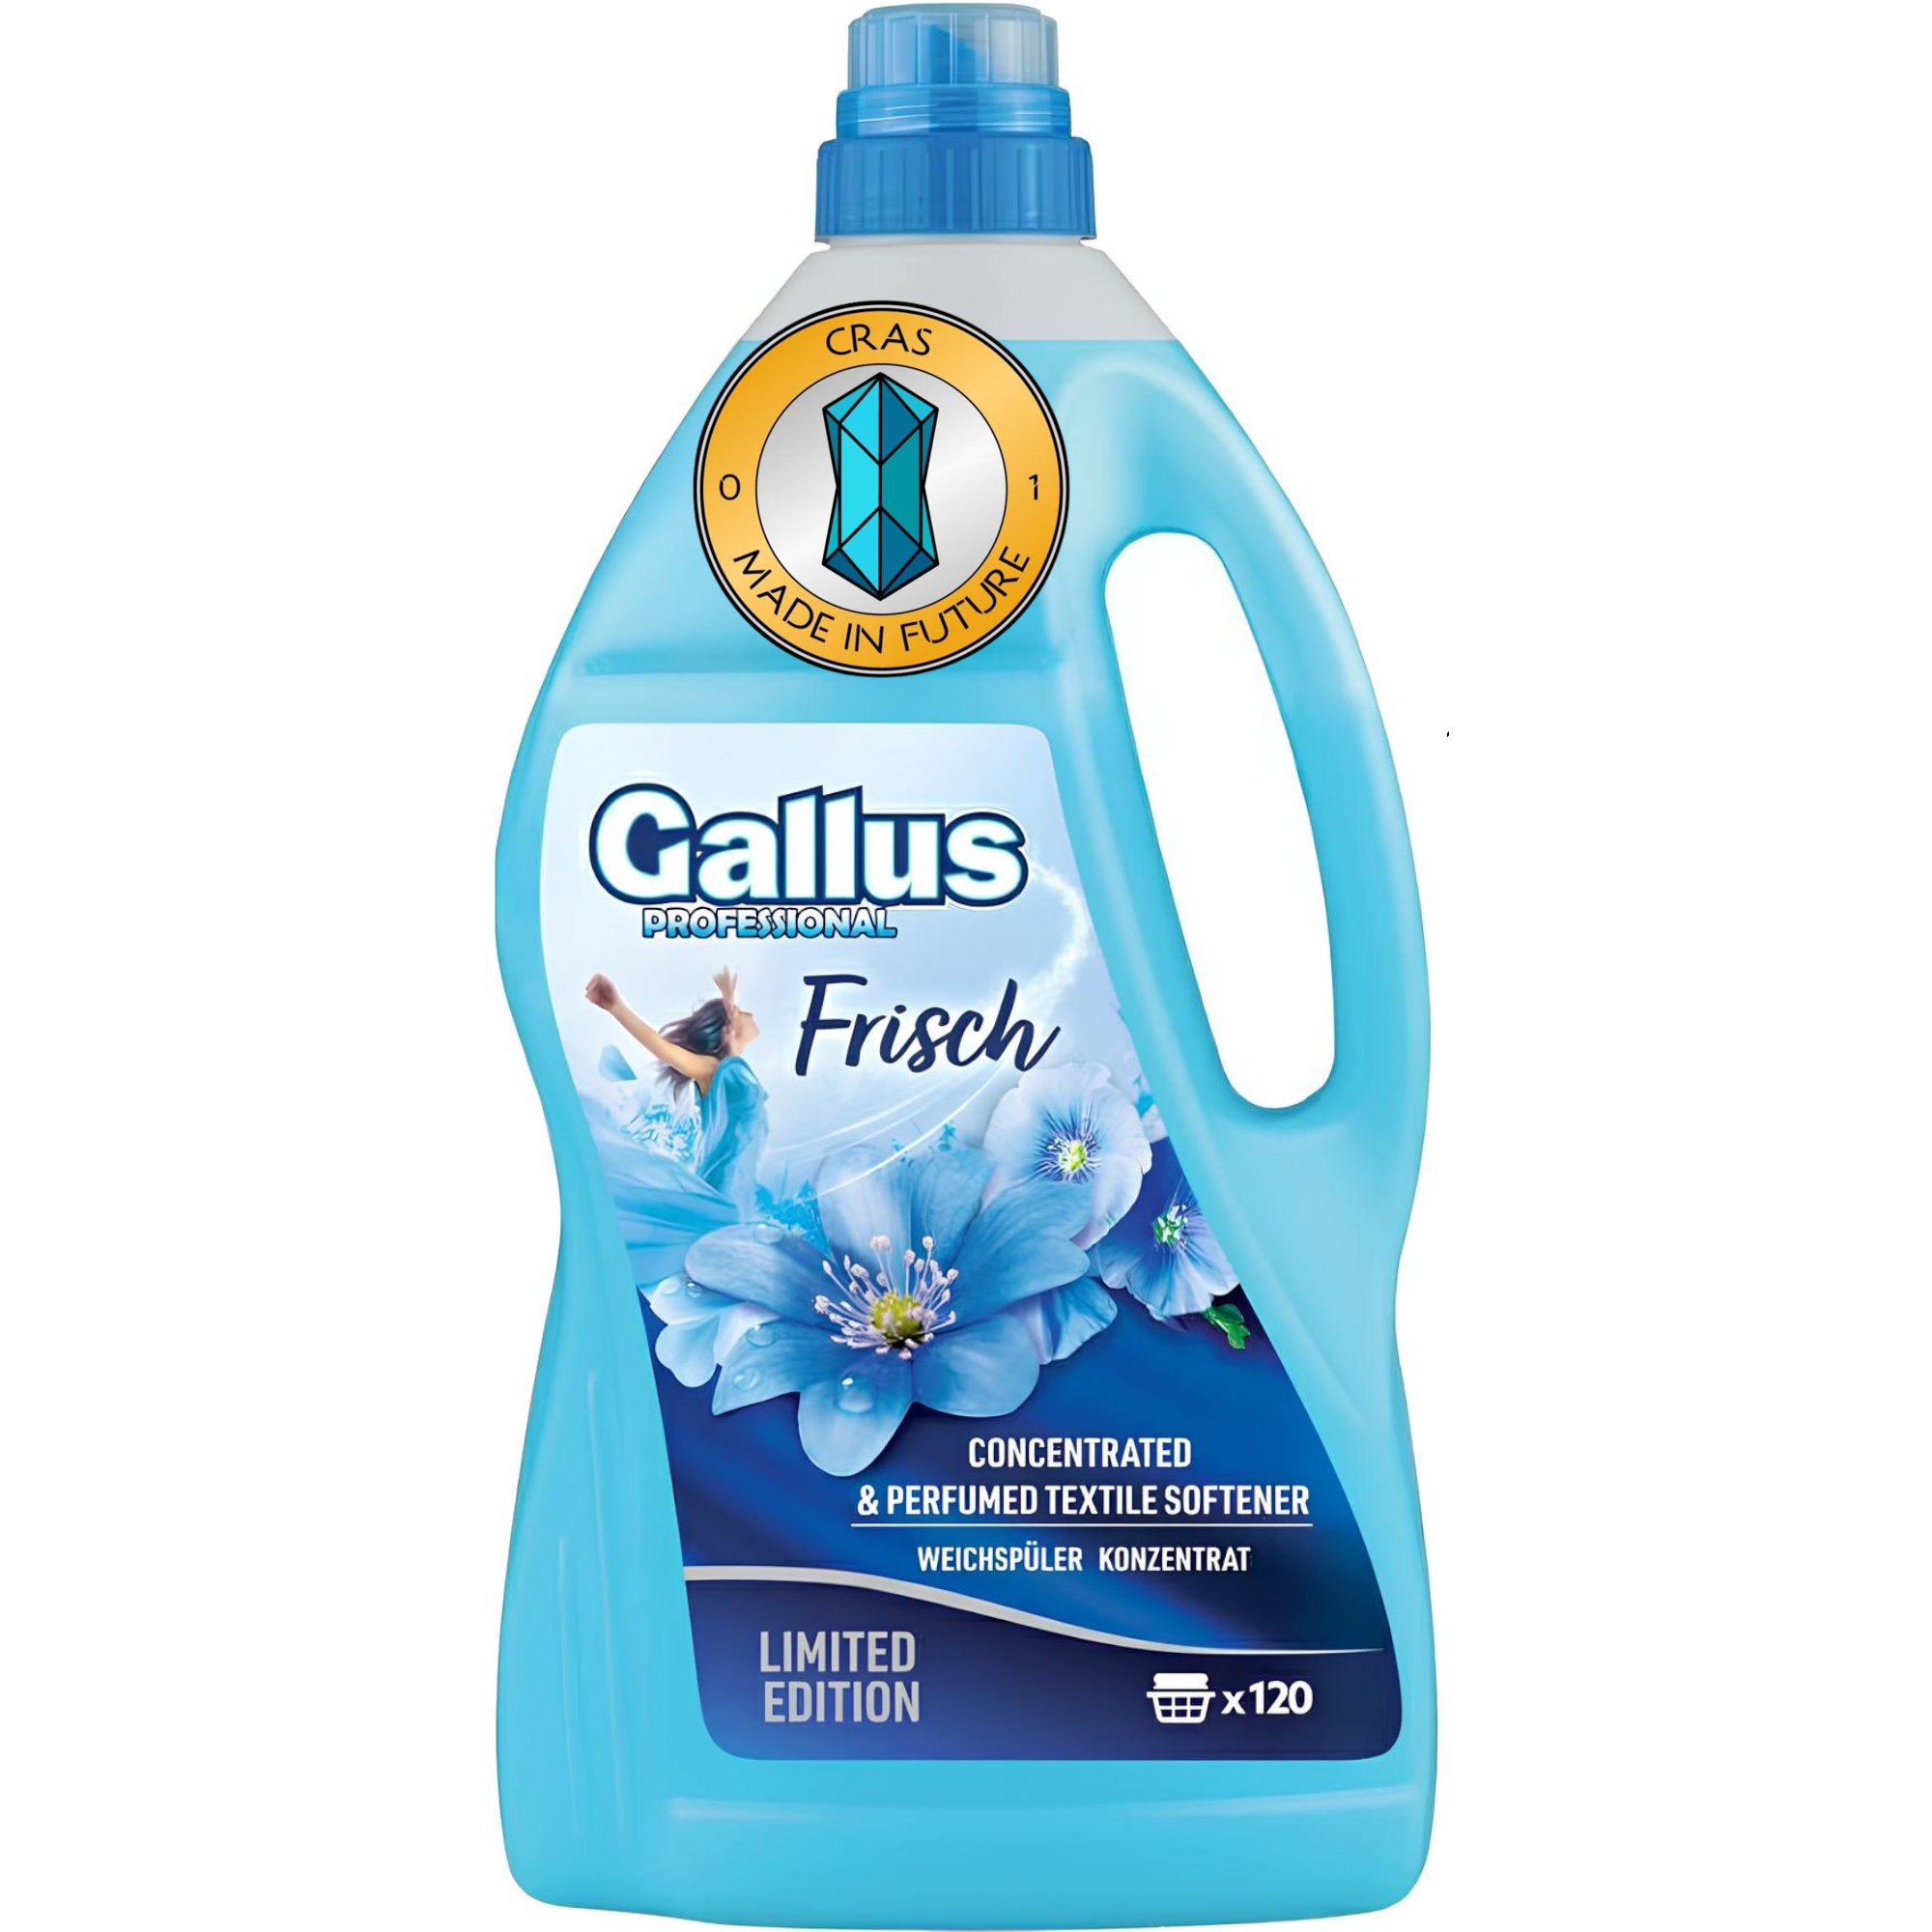 CRAS
0 1
MADE IN FUTURE
Gallus
PROFESSIONAL
Frisch
CONCENTRATED
& PERFUMED TEXTILE SOFTENER
WEICHSPÜLER KONZENTRAT
LIMITED
EDITION
x120